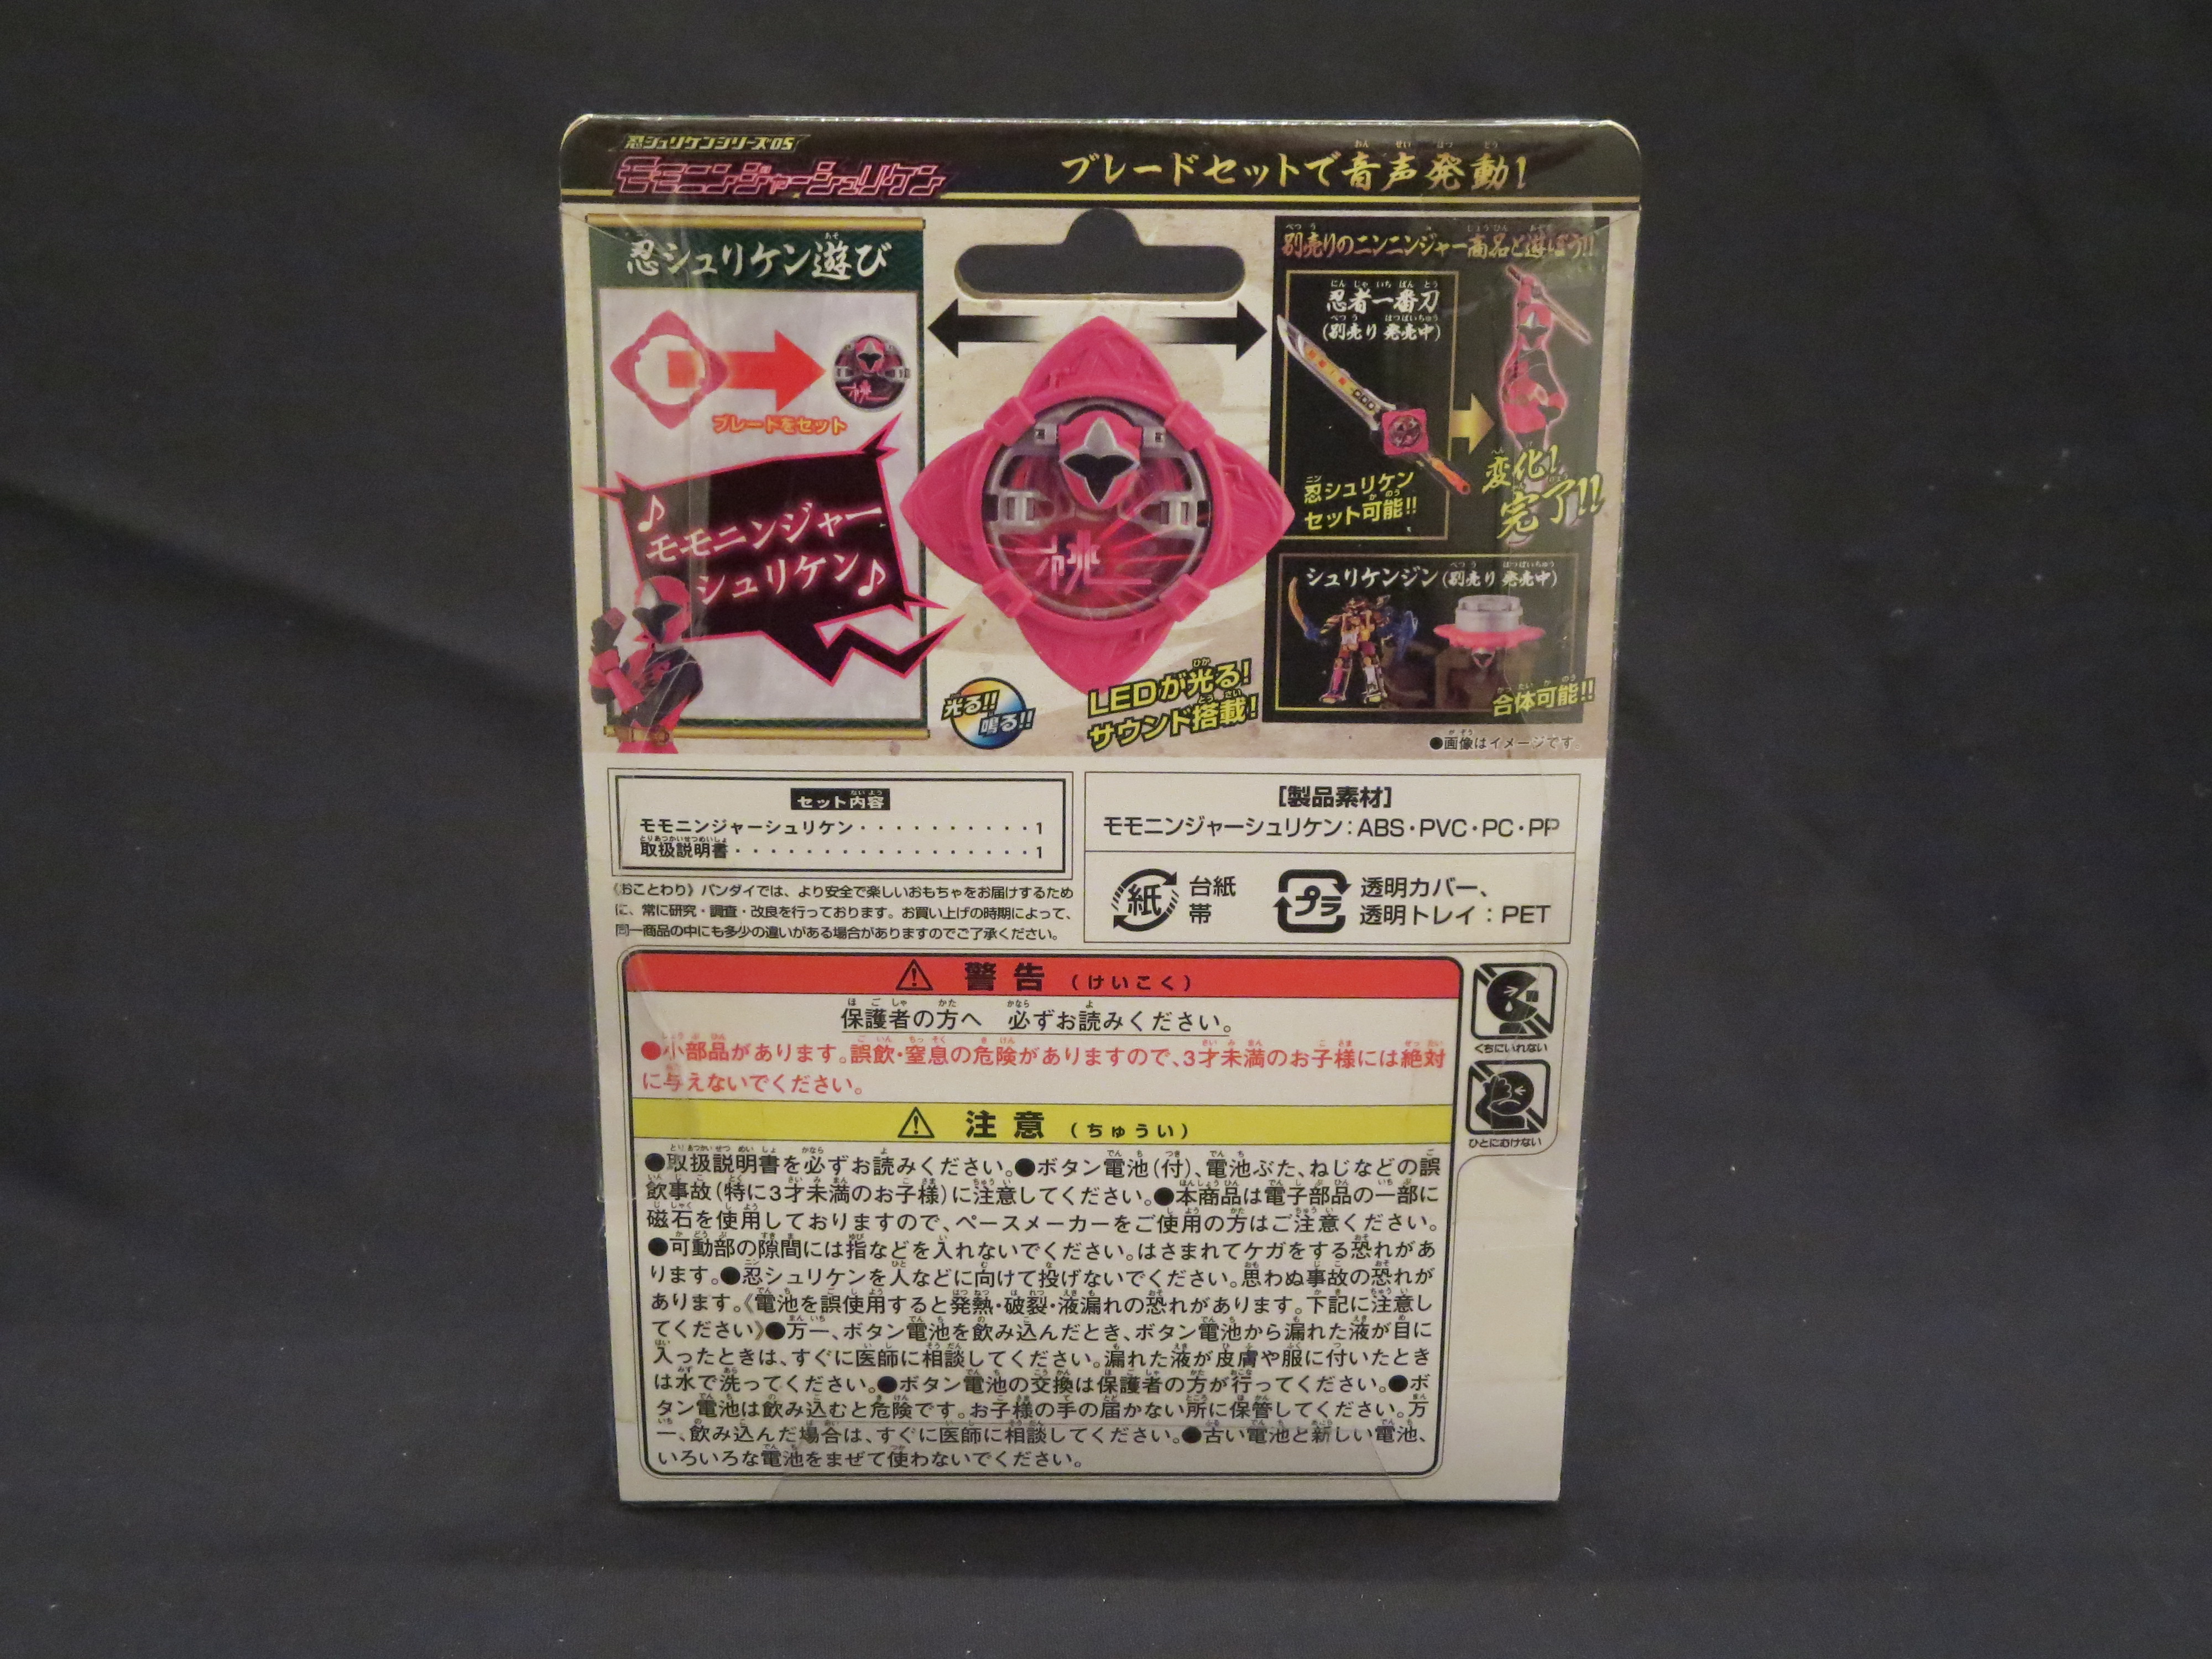 忍シュリケンシリーズ05
モモニンジャーシュリケン
ブレードセットで音声発動!
忍シュリケン遊び
ブレードをセット
♪モモニンジャー
シュリケン♪
桃
光る!!
鳴る!!
LEDが光る!
サウンド搭載!
別売りのニンニンジャー商品と遊ぼう!!
忍者一番刀
(別売り 発売中)
忍シュリケン
セット可能!!
変化!
完了!!
シュリケンジン(別売り 発売中)
合体可能!!
●画像はイメージです。
セット内容
モモニンジャーシュリケン・・・・・・・・・・1
取扱説明書・・・・・・・・・・・・・・・・・1
《おことわり》バンダイでは、より安全で楽しいおもちゃをお届けするため
に、常に研究・調査・改良を行っております。お買い上げの時期によって、
同一商品の中にも多少の違いがある場合がありますのでご了承ください。
[製品素材]
モモニンジャーシュリケン:ABS・PVC・PC・PP
紙
台紙
帯
プラ
透明カバー、
透明トレイ:PET
警告(けいこく)
保護者の方へ 必ずお読みください。
●小部品があります。誤飲・窒息の危険がありますので、3才未満のお子様には絶対
に与えないでください。
くちにいれない
ひとにむけない
注意(ちゅうい)
●取扱説明書を必ずお読みください。●ボタン電池(付)、電池ぶた、ねじなどの誤
飲事故(特に3才未満のお子様)に注意してください。●本商品は電子部品の一部に
磁石を使用しておりますので、ペースメーカーをご使用の方はご注意ください。
●可動部の隙間には指などを入れないでください。はさまれてケガをする恐れがあ
ります。●忍シュリケンを人などに向けて投げないでください。思わぬ事故の恐れが
あります。《電池を誤使用すると発熱・破裂・液漏れの恐れがあります。下記に注意し
てください》●万一、ボタン電池を飲み込んだとき、ボタン電池から漏れた液が目に
入ったときは、すぐに医師に相談してください。漏れた液が皮膚や服に付いたとき
は水で洗ってください。●ボタン電池の交換は保護者の方が行ってください。●ボ
タン電池は飲み込むと危険です。お子様の手の届かない所に保管してください。万
一、飲み込んだ場合は、すぐに医師に相談してください。●古い電池と新しい電池、
いろいろな電池をまぜて使わないでください。